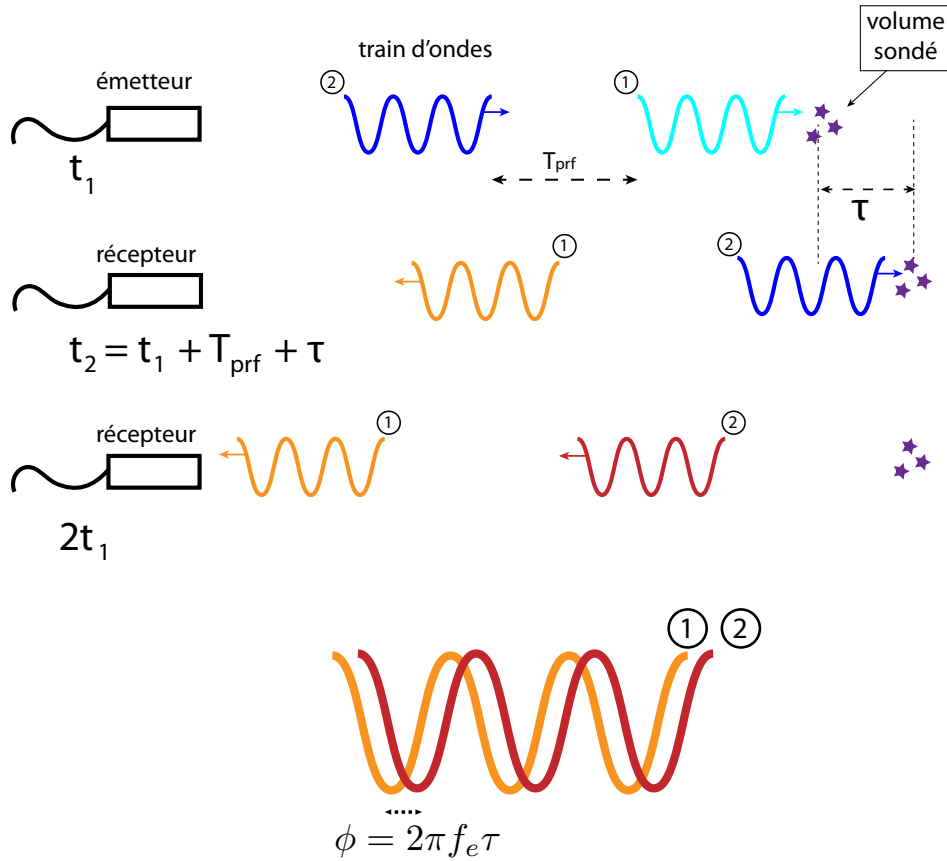 volume
sondé
train d'ondes
émetteur
②
①
t₁
Tprf
τ
récepteur
①
②
t₂ = t₁ + Tprf + τ
récepteur
①
②
2t₁
① ②
ϕ = 2πfₑτ